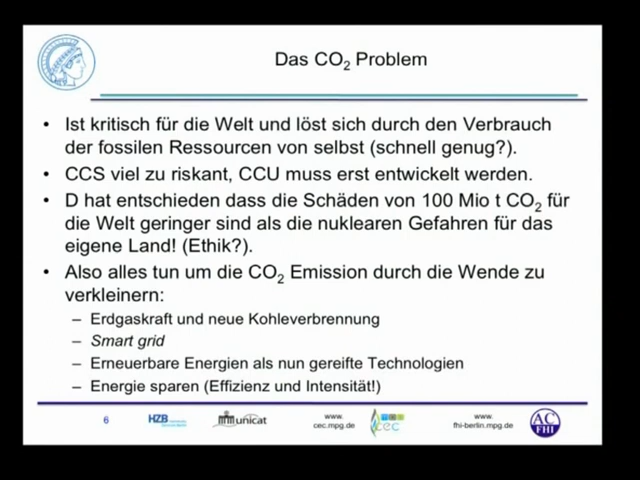 Das CO₂ Problem
• Ist kritisch für die Welt und löst sich durch den Verbrauch
der fossilen Ressourcen von selbst (schnell genug?).
• CCS viel zu riskant, CCU muss erst entwickelt werden.
• D hat entschieden dass die Schäden von 100 Mio t CO₂ für
die Welt geringer sind als die nuklearen Gefahren für das
eigene Land! (Ethik?).
• Also alles tun um die CO₂ Emission durch die Wende zu
verkleinern:
– Erdgaskraft und neue Kohleverbrennung
– Smart grid
– Erneuerbare Energien als nun gereifte Technologien
– Energie sparen (Effizienz und Intensität!)
6
HZB
unicat
www.
cec.mpg.de
cec
www.
fhi-berlin.mpg.de
AC
FHI